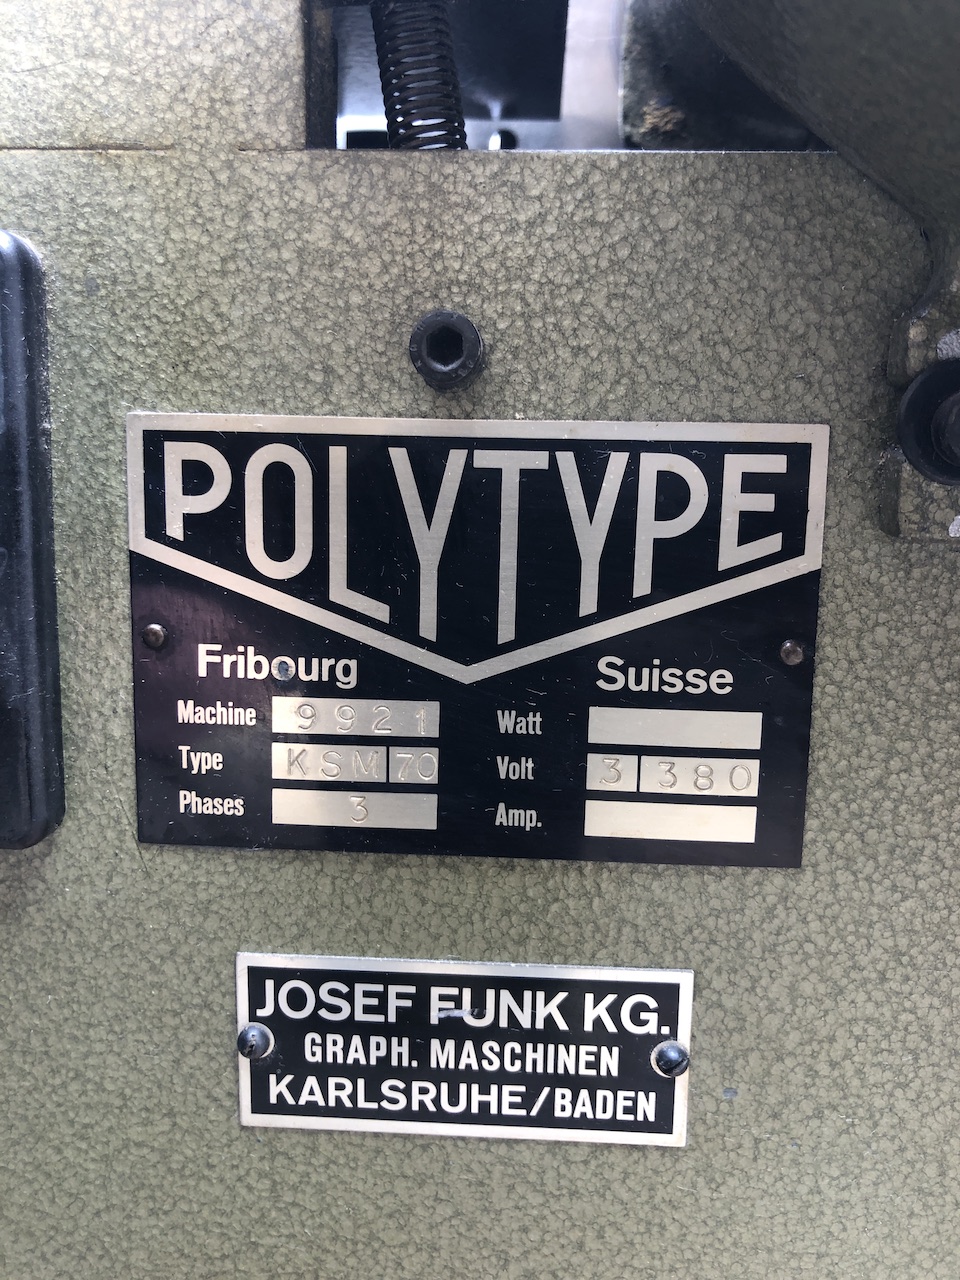 POLYTYPE
Fribourg Suisse
Machine 9921 Watt
Type KSM 70 Volt 3 380
Phases 3 Amp.
JOSEF FUNK KG.
GRAPH. MASCHINEN
KARLSRUHE/BADEN